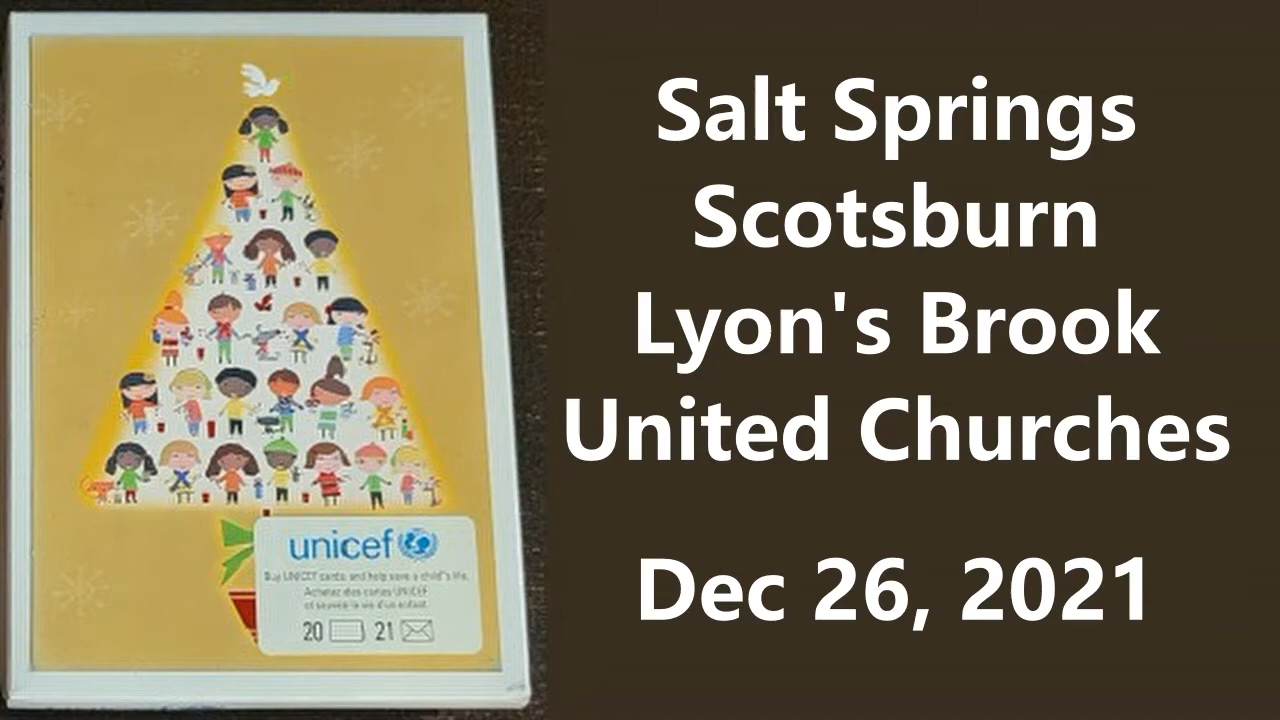 Salt Springs
Scotsburn
Lyon's Brook
United Churches
Dec 26, 2021
unicef
Buy UNICEF cards and help save a child's life.
Achetez des cartes UNICEF
et sauvez la vie d'un enfant.
20 21